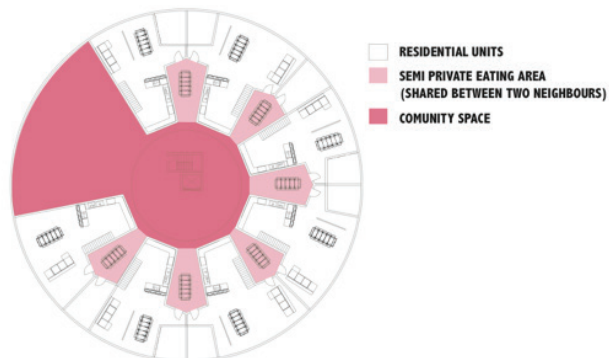 RESIDENTIAL UNITS
SEMI PRIVATE EATING AREA
(SHARED BETWEEN TWO NEIGHBOURS)
COMUNITY SPACE